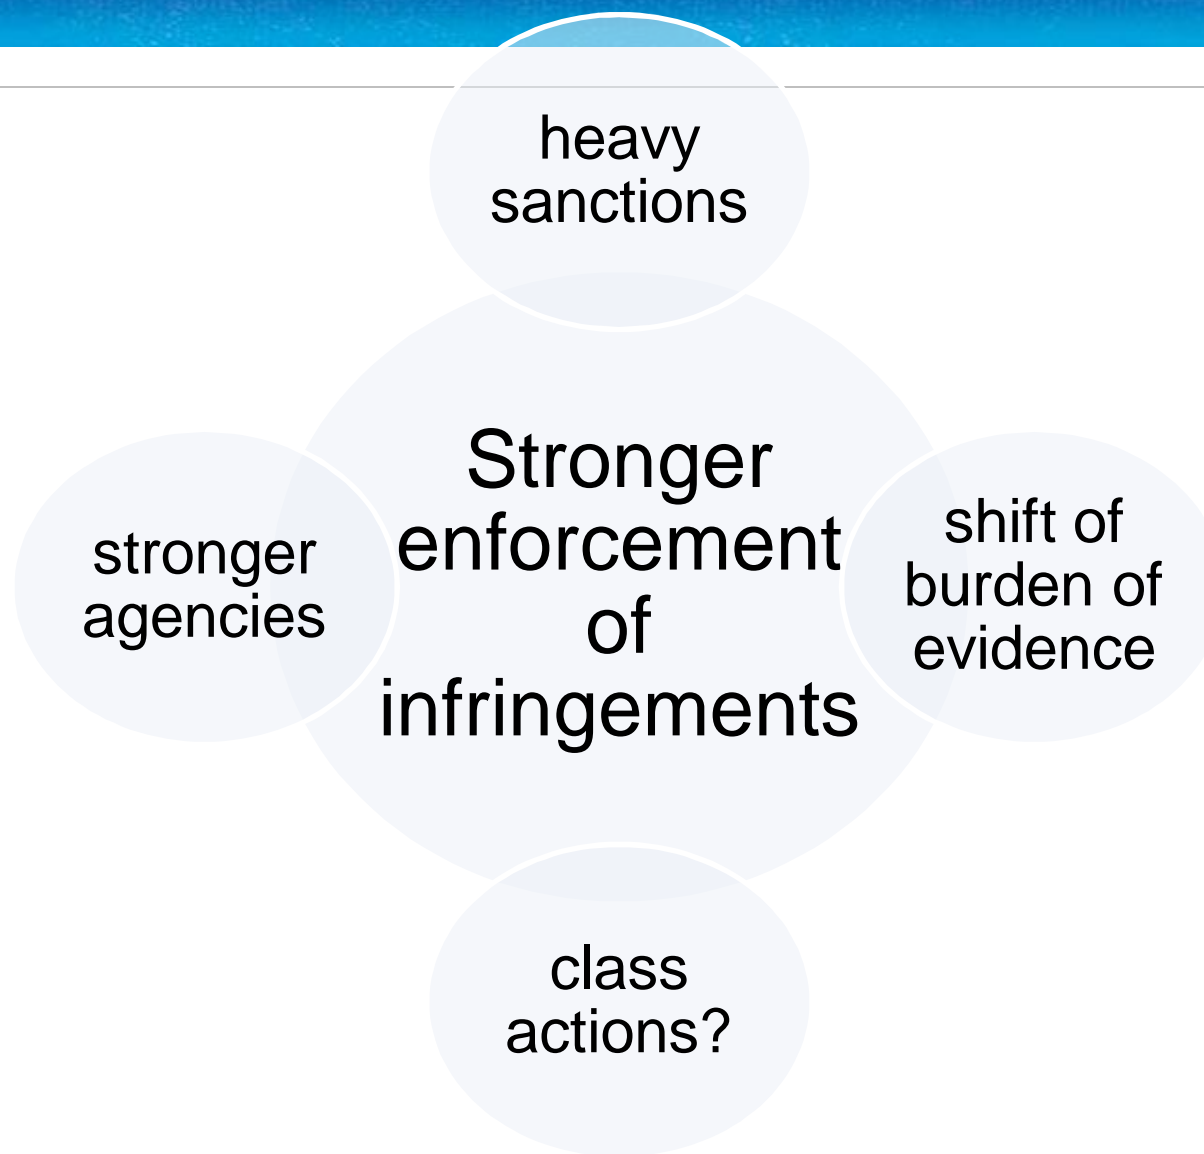 heavy
sanctions
Stronger
enforcement
of
infringements
stronger
agencies
shift of
burden of
evidence
class
actions?